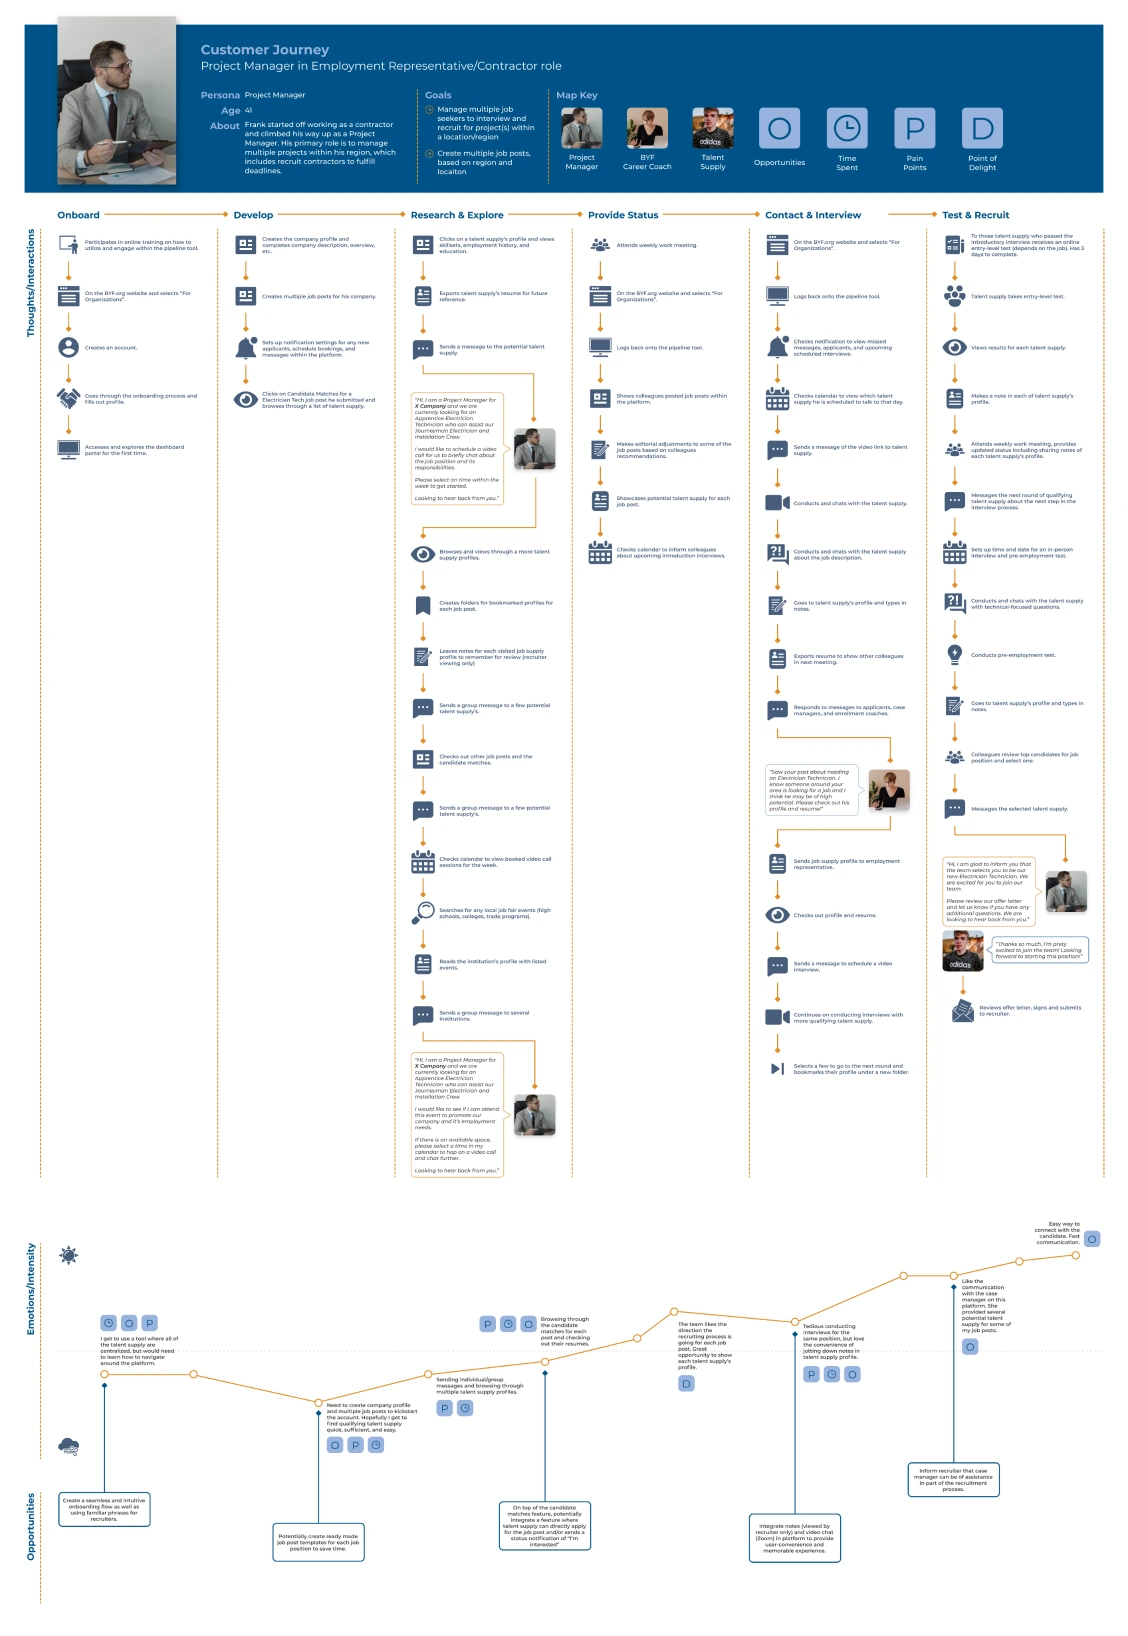 Customer Journey
Project Manager in Employment Representative/Contractor role
Persona Project Manager
Age 41
About Frank started off working as a contractor
and climbed his way up as a Project
Manager. His primary role is to manage
multiple projects within his region, which
includes recruit contractors to fulfill
deadlines.
Goals
Manage multiple job
seekers to interview and
recruit for project(s) within
a location/region
Create multiple job posts,
based on region and
locaiton
Map Key
Project
Manager
BYF
Career Coach
adidas
Talent
Supply
O
Opportunities
Time
Spent
P
Pain
Points
D
Point of
Delight
Thoughts/Interactions
Onboard
Participates in online training on how to
utilize and engage within the pipeline tool.
On the BYF.org website and selects "For
Organizations".
Creates an account.
Goes through the onboarding process and
fills out profile.
Accesses and explores the dashboard
portal for the first time.
Develop
Creates the company profile and
completes company description, overview,
etc.
Creates multiple job posts for his company.
Sets up notification settings for any new
applicants, schedule bookings, and
messages within the platform.
Clicks on Candidate Matches for a
Electrician Tech job post he submitted and
browses through a list of talent supply.
Research & Explore
Clicks on a talent supply's profile and views
skillsets, employment history, and
education.
Exports talent supply's resume for future
reference.
Sends a message to the potential talent
supply.
"Hi, I am a Project Manager for
X Company and we are
currently looking for an
Apprentice Electrician
Technician who can assist our
Journeyman Electrician and
Installation Crew.
I would like to schedule a video
call for us to briefly chat about
the job position and its
responsibilities.
Please select an time within the
week to get started.
Looking to hear back from you."
Browses and views through a more talent
supply profiles.
Creates folders for bookmarked profiles for
each job post.
Leaves notes for each visited job supply
profile to remember for review (recruiter
viewing only)
Sends a group message to a few potential
talent supply's.
Checks out other job posts and the
candidate matches.
Sends a group message to a few potential
talent supply's.
Checks calendar to view booked video call
sessions for the week.
Searches for any local job fair events (high
schools, colleges, trade programs).
Reads the institution's profile with listed
events.
Sends a group message to several
institutions.
"Hi, I am a Project Manager for
X Company and we are
currently looking for an
Apprentice Electrician
Technician who can assist our
Journeyman Electrician and
Installation Crew.
I would like to see if I can attend
this event to promote our
company and it's employment
needs.
If there is an available space,
please select a time in my
calendar to hop on a video call
and chat further.
Looking to hear back from you."
Provide Status
Attends weekly work meeting.
On the BYF.org website and selects "For
Organizations".
Logs back onto the pipeline tool.
Shows colleagues posted job posts within
the platform.
Makes editorial adjustments to some of the
job posts based on colleagues
recommendations.
Showcases potential talent supply for each
job post.
Checks calendar to inform colleagues
about upcoming introduction interviews.
Contact & Interview
On the BYF.org website and selects "For
Organizations".
Logs back onto the pipeline tool.
Checks notification to view missed
messages, applicants, and upcoming
scheduled interviews.
Checks calendar to view which talent
supply he is scheduled to talk to that day.
Sends a message of the video link to talent
supply.
Conducts and chats with the talent supply.
Conducts and chats with the talent supply
about the job description.
Goes to talent supply's profile and types in
notes.
Exports resume to show other colleagues
in next meeting.
Responds to messages to applicants, case
managers, and enrollment coaches.
"Saw your post about needing
an Electrician Technician. I
know someone around your
area is looking for a job and I
think he may be of high
potential. Please check out his
profile and resume!"
Sends job supply profile to employment
representative.
Checks out profile and resume.
Sends a message to schedule a video
interview.
Continues on conducting interviews with
more qualifying talent supply.
Selects a few to go to the next round and
bookmarks their profile under a new folder.
Test & Recruit
To those talent supply who passed the
introductory interview receives an online
entry-level test (depends on the job). Has 3
days to complete.
Talent supply takes entry-level test.
Views results for each talent supply.
Makes a note in each of talent supply's
profile.
Attends weekly work meeting, provides
updated status including sharing notes of
each talent supply's profile.
Messages the next round of qualifying
talent supply about the next step in the
interview process.
Sets up time and date for an in-person
interview and pre-employment test.
Conducts and chats with the talent supply
with technical-focused questions.
Conducts pre-employment test.
Goes to talent supply's profile and types in
notes.
Colleagues review top candidates for job
position and select one.
Messages the selected talent supply.
"Hi, I am glad to inform you that
the team selects you to be our
new Electrician Technician. We
are excited for you to join our
team.
Please review our offer letter
and let us know if you have any
additional questions. We are
looking to hear back from you."
adidas
"Thanks so much, I'm prety
excited to join the team! Looking
forward to starting this position!"
Reviews offer letter, signs and submits
to recruiter.
Emotions/Intensity
O P
I get to use a tool where all of
the talent supply are
centralized, but would need
to learn how to navigate
around the platform.
Need to create company profile
and multiple job posts to kickstart
the account. Hopefully I get to
find qualifying talent supply
quick, sufficient, and easy.
O P
Sending individual/group
messages and browsing through
multiple talent supply profiles.
P
P O
Browsing through
the candidate
matches for each
post and checking
out their resumes.
The team likes the
direction the
recruiting process is
going for each job
post. Great
opportunity to show
each talent supply's
profile.
D
Tedious conducting
interviews for the
same position, but love
the convenience of
jotting down notes in
talent supply profile.
P O
Like the
communication
with the case
manager on this
platform. She
provided several
potential talent
supply for some of
my job posts.
O
Easy way to
connect with the
candidate. Fast
communication.
O
Opportunities
Create a seamless and intuitive
onboarding flow as well as
using familiar phrases for
recruiters.
Potentially create ready made
job post templates for each job
position to save time.
On top of the candidate
matches feature, potentially
integrate a feature where
talent supply can directly apply
for the job post and/or sends a
status notification of "I'm
interested"
Integrate notes (viewed by
recruiter only) and video chat
(Zoom) in platform to provide
user-convenience and
memorable experience.
Inform recruiter that case
manager can be of assistance
in part of the recruitment
process.